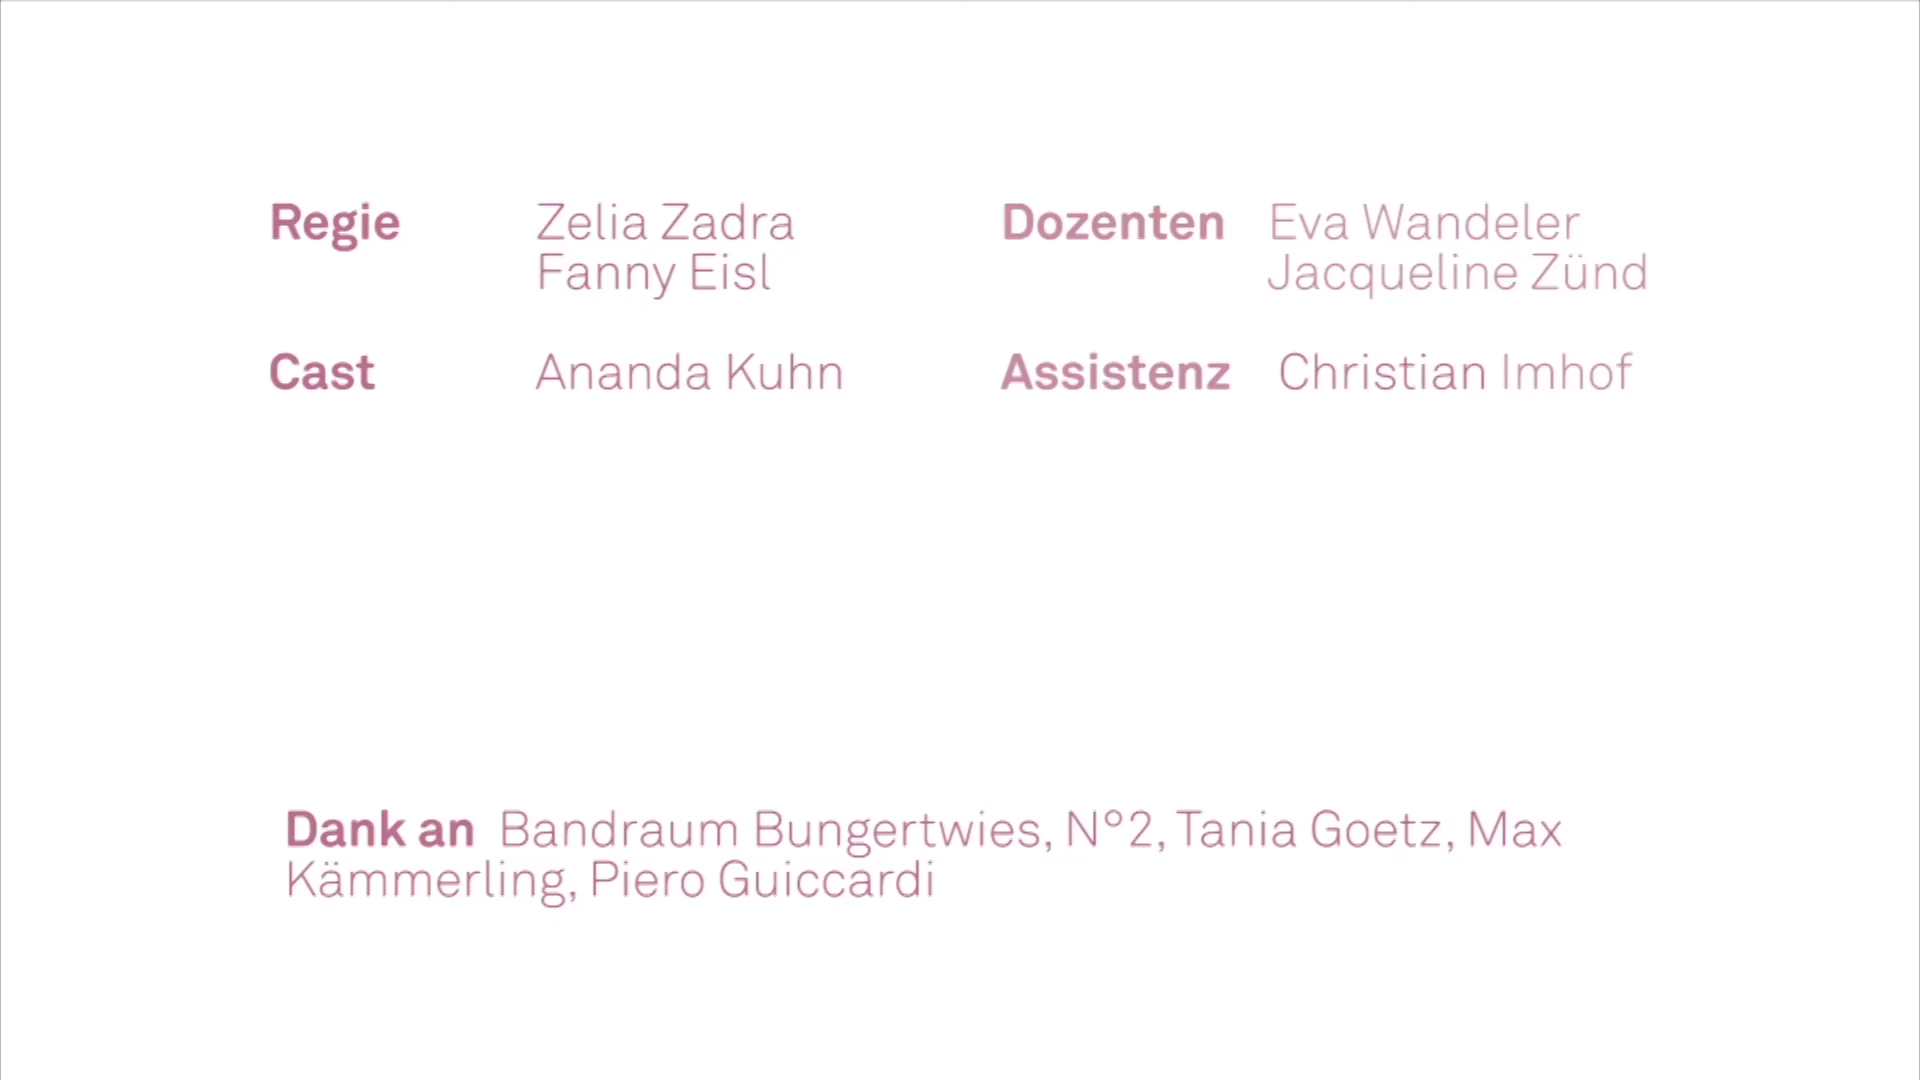 Regie Zelia Zadra
Fanny Eisl
Cast Ananda Kuhn
Dozenten Eva Wandeler
Jacqueline Zünd
Assistenz Christian Imhof
Dank an Bandraum Bungertwies, N°2, Tania Goetz, Max
Kämmerling, Piero Guiccardi